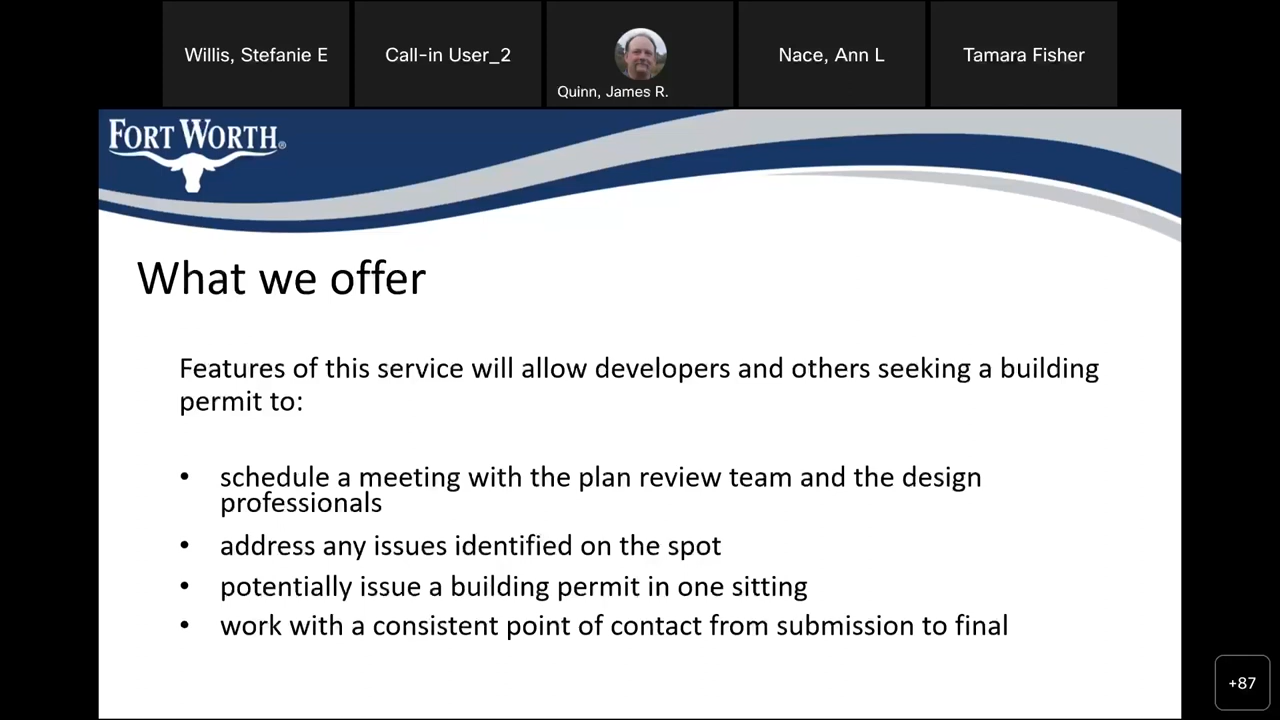 Willis, Stefanie E
Call-in User_2
Quinn, James R.
Nace, Ann L
Tamara Fisher
FORT WORTH®
What we offer
Features of this service will allow developers and others seeking a building
permit to:
• schedule a meeting with the plan review team and the design
professionals
• address any issues identified on the spot
• potentially issue a building permit in one sitting
• work with a consistent point of contact from submission to final
+87